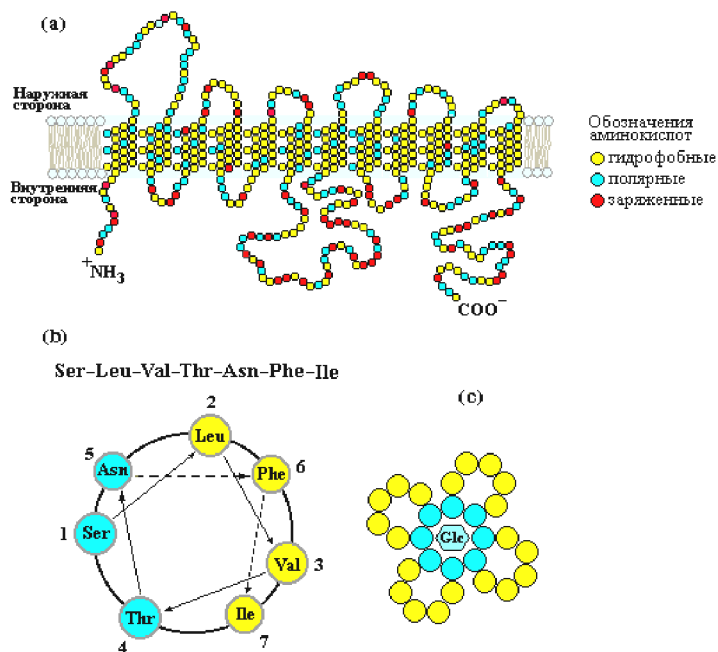 (a)
Наружная
сторона
Внутренняя
сторона
+NH3
COO−
Обозначения
аминокислот
гидрофобные
полярные
заряженные
(b)
Ser–Leu–Val–Thr–Asn–Phe–Ile
2
Leu
5
Asn
Phe
6
1
Ser
Val
3
Thr
Ile
4
7
(c)
Glc